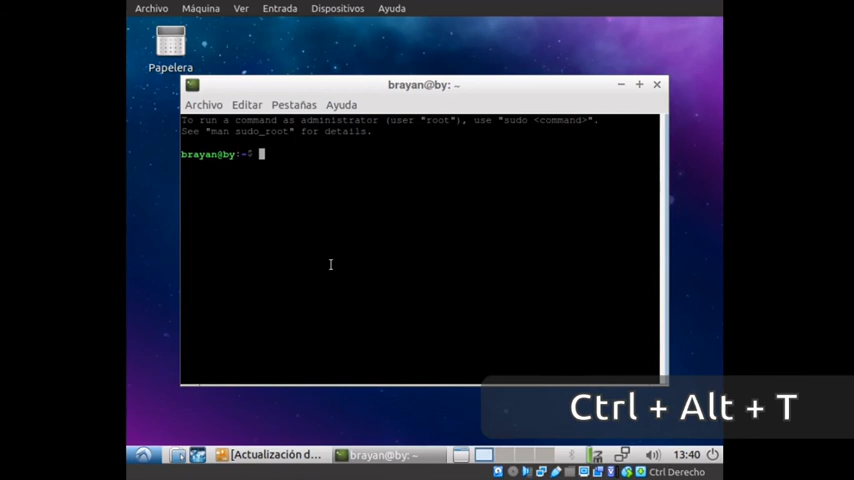 Archivo Máquina Ver Entrada Dispositivos Ayuda
Papelera
brayan@by: ~
Archivo Editar Pestañas Ayuda
To run a command as administrator (user "root"), use "sudo <command>".
See "man sudo_root" for details.
brayan@by:~$
Ctrl + Alt + T
[Actualización d... brayan@by: ~ 13:40
Ctrl Derecho